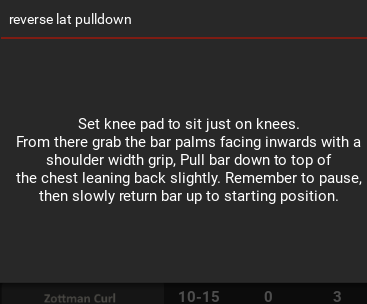 reverse lat pulldown
Set knee pad to sit just on knees.
From there grab the bar palms facing inwards with a
shoulder width grip, Pull bar down to top of
the chest leaning back slightly. Remember to pause,
then slowly return bar up to starting position.
Zottman Curl 10-15 0 3